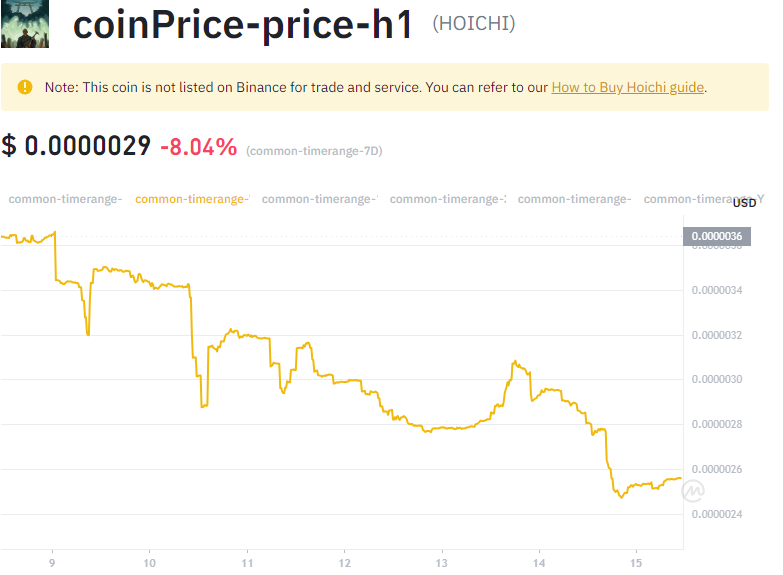 coinPrice-price-h1 (HOICHI)
Note: This coin is not listed on Binance for trade and service. You can refer to our How to Buy Hoichi guide.
$ 0.0000029 -8.04% (common-timerange-7D)
common-timerange- common-timerange- common-timerange- common-timerange- common-timerange- common-timerange-Y
USD
0.0000036
0.0000036
0.0000034
0.0000032
0.0000030
0.0000028
0.0000026
0.0000024
9 10 11 12 13 14 15